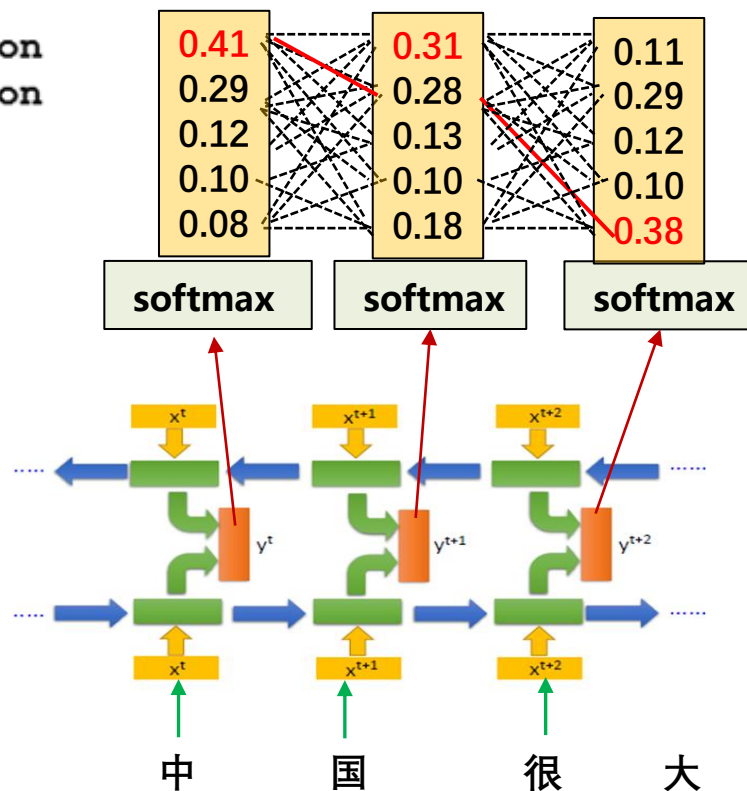 on
on
0.41 0.31 0.11
0.29 0.28 0.29
0.12 0.13 0.12
0.10 0.10 0.10
0.08 0.18 0.38
softmax softmax softmax
xᵗ xᵗ⁺¹ xᵗ⁺²
..... ......
yᵗ yᵗ⁺¹ yᵗ⁺²
..... ......
xᵗ xᵗ⁺¹ xᵗ⁺²
中 国 很 大